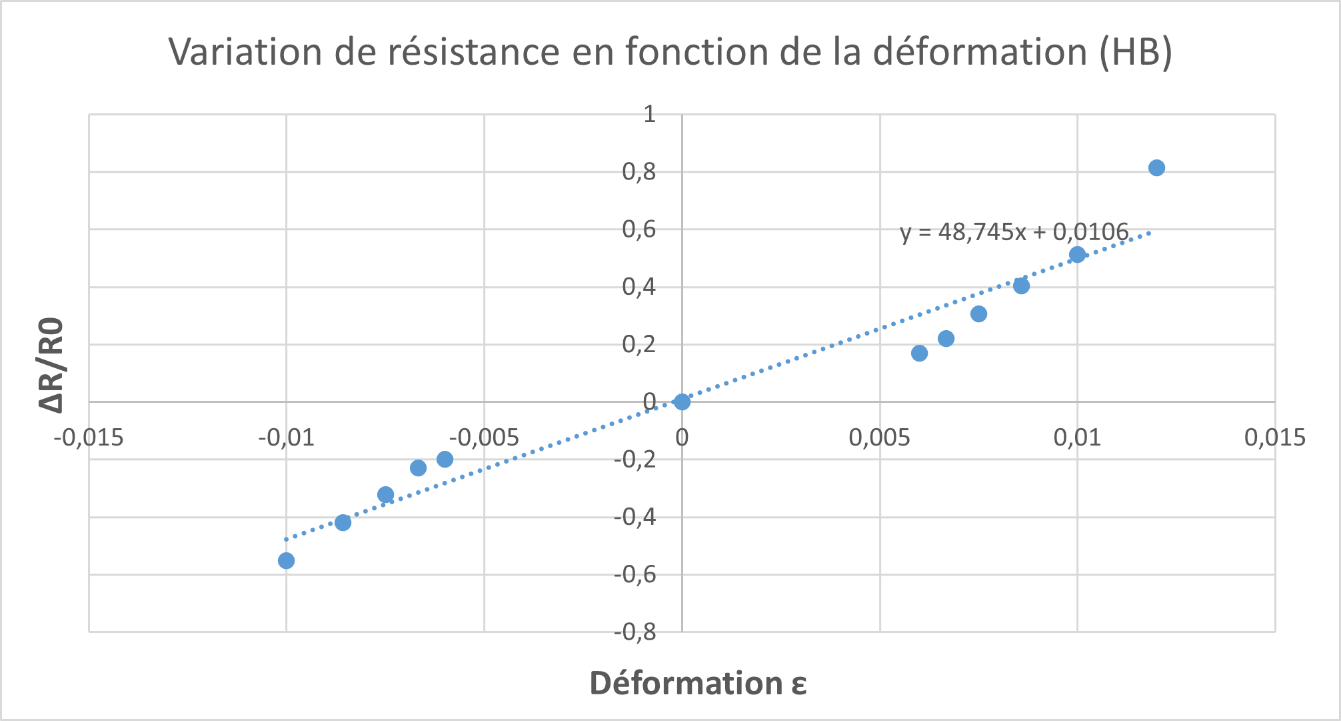 Variation de résistance en fonction de la déformation (HB)
1
0,8
0,6
y = 48,745x + 0,0106
0,4
0,2
0
-0,015 -0,01 -0,005 0 0,005 0,01 0,015
-0,2
-0,4
-0,6
-0,8
ΔR/R0
Déformation ε